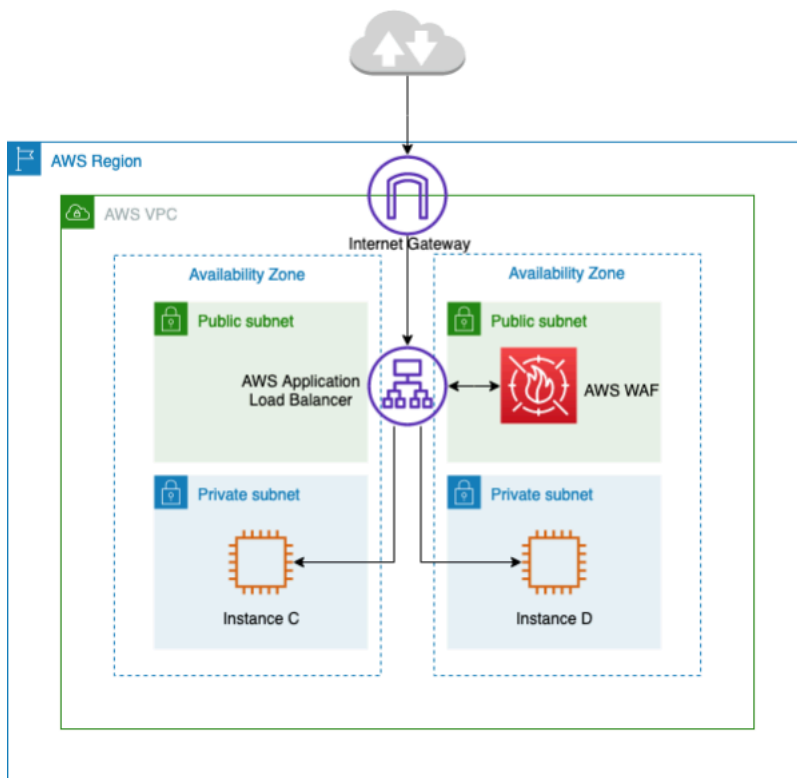 AWS Region
AWS VPC
Internet Gateway
Availability Zone
Availability Zone
Public subnet
Public subnet
AWS Application
Load Balancer
AWS WAF
Private subnet
Private subnet
Instance C
Instance D